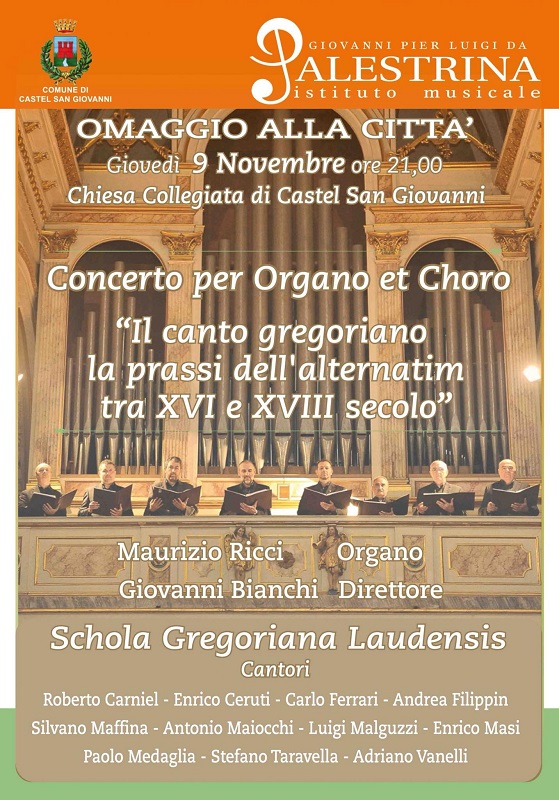 COMUNE DI
CASTEL SAN GIOVANNI
GIOVANNI PIER LUIGI DA
PALESTRINA
istituto musicale
OMAGGIO ALLA CITTA'
Giovedì 9 Novembre ore 21,00
Chiesa Collegiata di Castel San Giovanni
Concerto per Organo et Choro
“Il canto gregoriano
la prassi dell'alternatim
tra XVI e XVIII secolo”
Maurizio Ricci Organo
Giovanni Bianchi Direttore
Schola Gregoriana Laudensis
Cantori
Roberto Carniel - Enrico Ceruti - Carlo Ferrari - Andrea Filippin
Silvano Maffina - Antonio Maiocchi - Luigi Malguzzi - Enrico Masi
Paolo Medaglia - Stefano Taravella - Adriano Vanelli